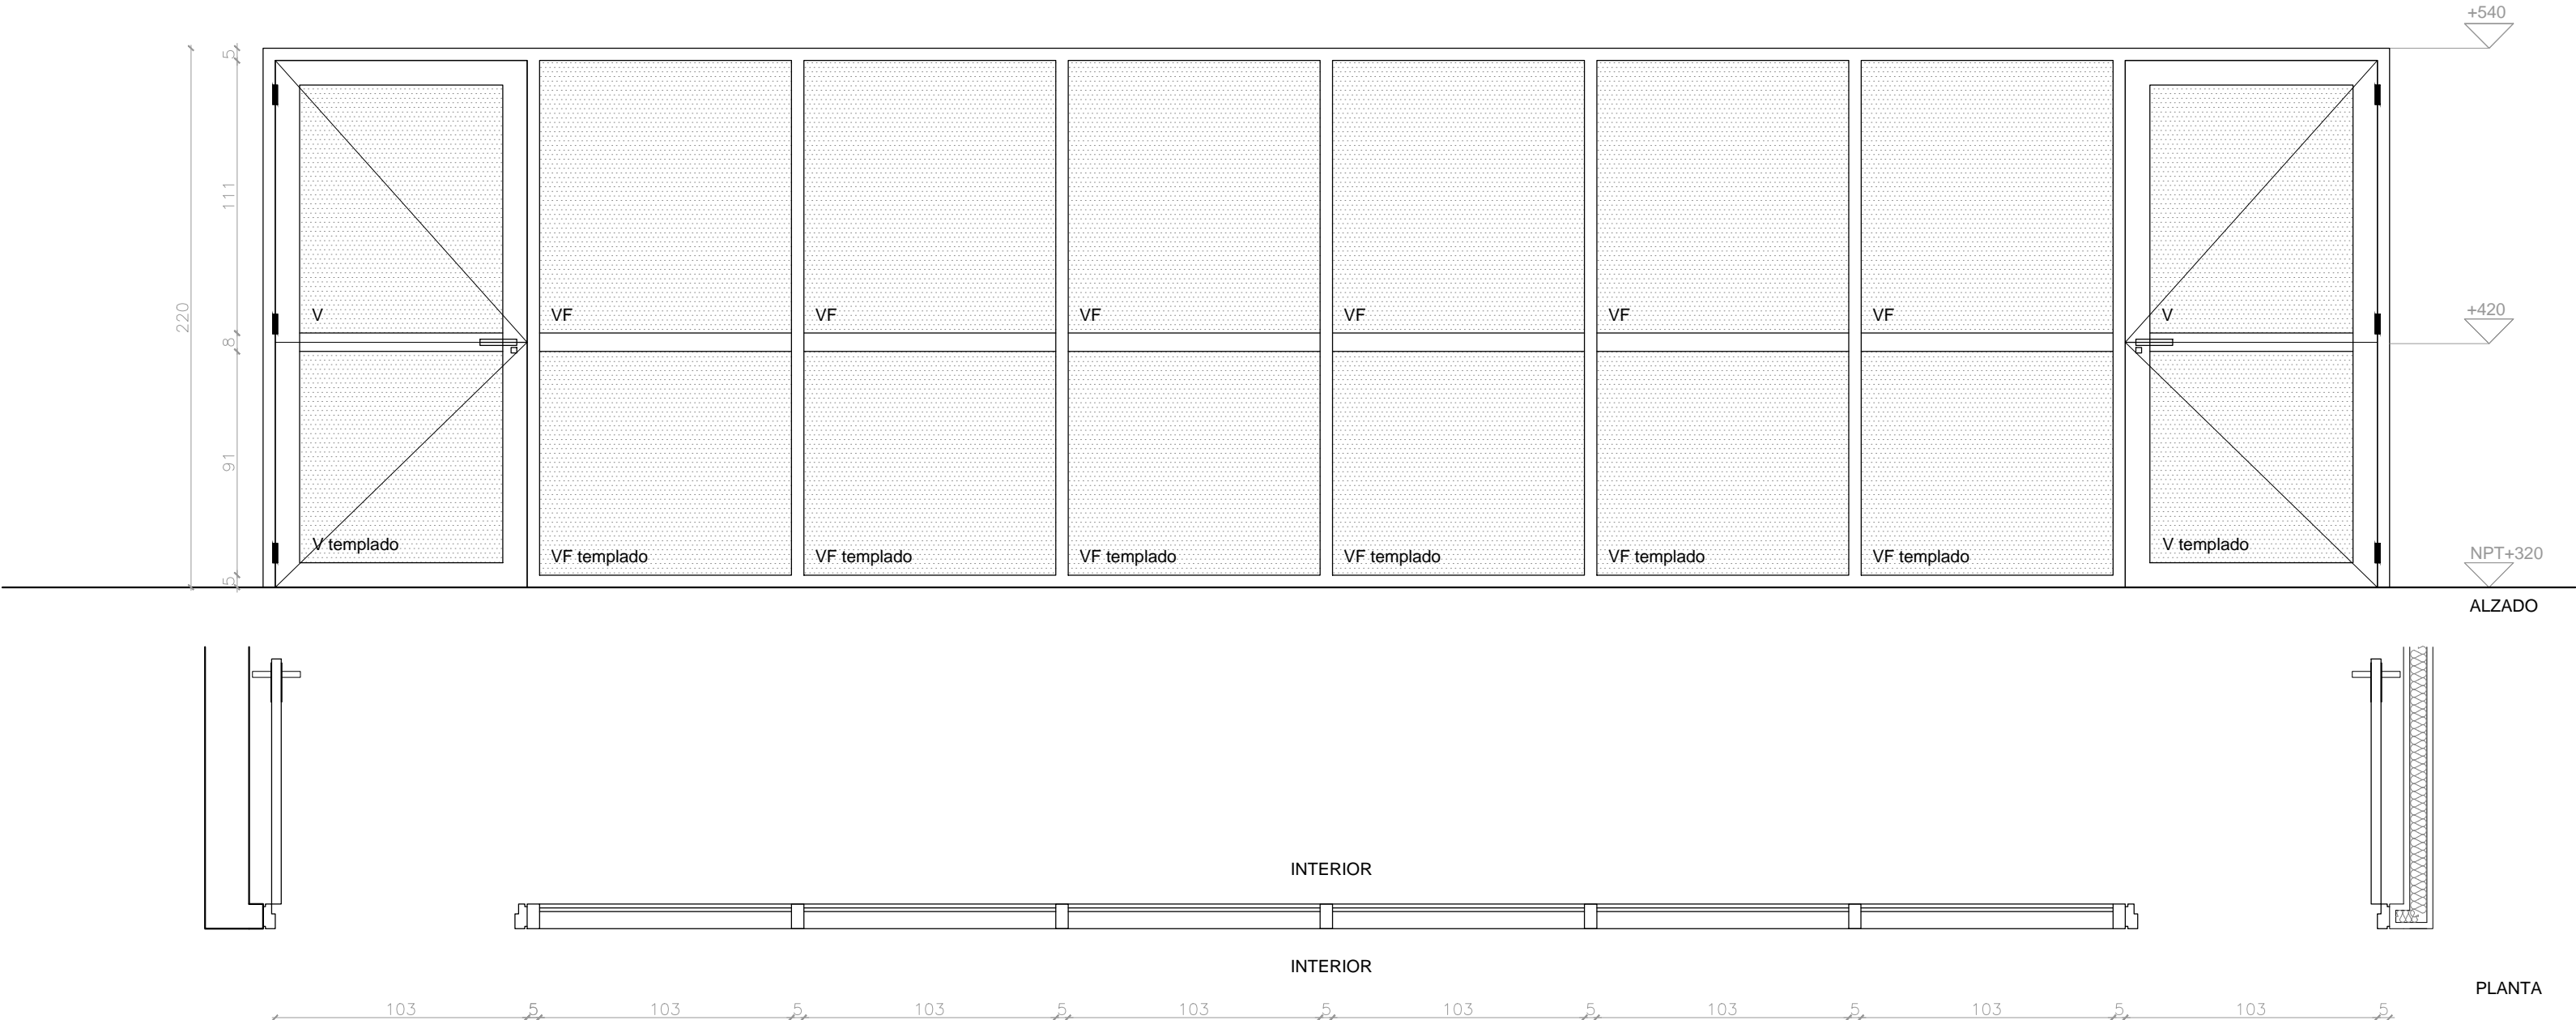 +540
5
111
V
VF
VF
VF
VF
VF
VF
V
+420
220
8
91
V templado
VF templado
VF templado
VF templado
VF templado
VF templado
VF templado
V templado
NPT+320
5
ALZADO
INTERIOR
INTERIOR
PLANTA
103 5 103 5 103 5 103 5 103 5 103 5 103 5 103 5